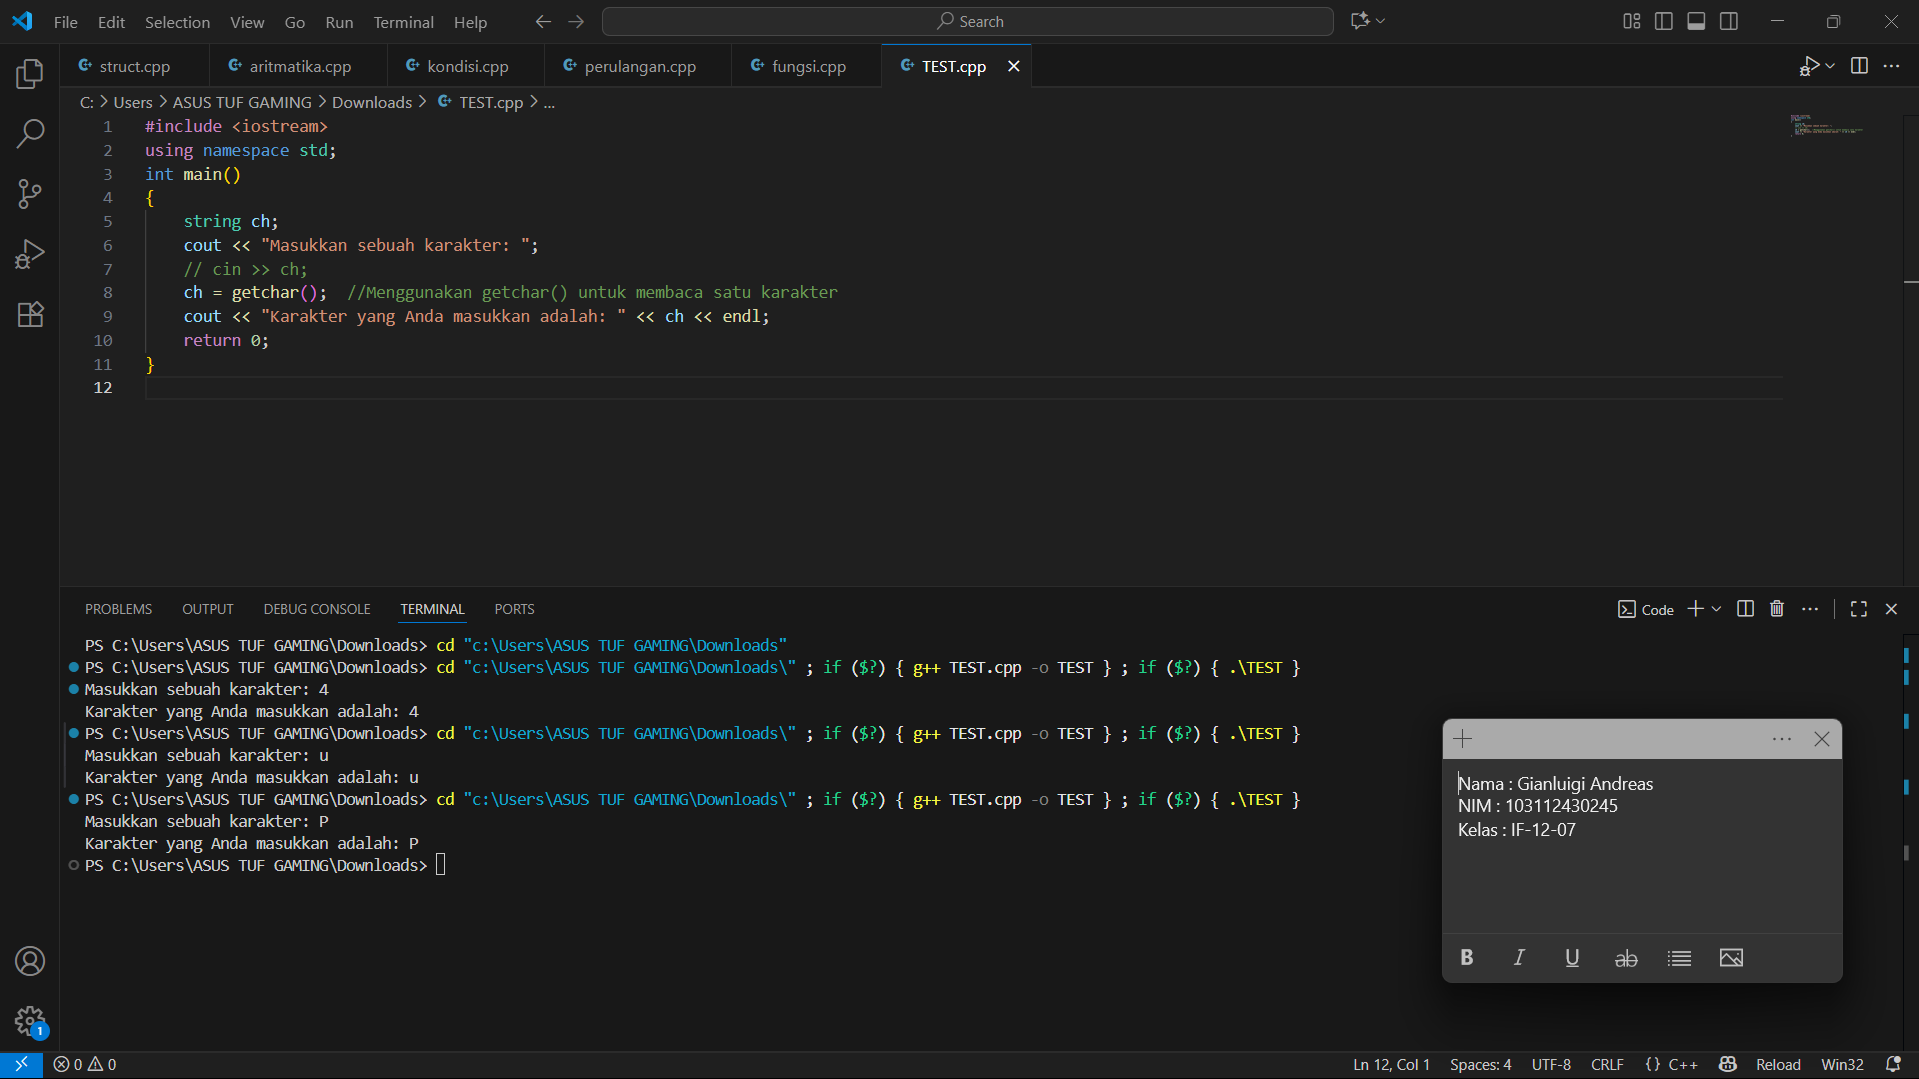 File Edit Selection View Go Run Terminal Help
Search
struct.cpp
aritmatika.cpp
kondisi.cpp
perulangan.cpp
fungsi.cpp
TEST.cpp
C: > Users > ASUS TUF GAMING > Downloads > TEST.cpp > ...
1 #include <iostream>
2 using namespace std;
3 int main()
4 {
5 string ch;
6 cout << "Masukkan sebuah karakter: ";
7 // cin >> ch;
8 ch = getchar(); //Menggunakan getchar() untuk membaca satu karakter
9 cout << "Karakter yang Anda masukkan adalah: " << ch << endl;
10 return 0;
11 }
12
PROBLEMS OUTPUT DEBUG CONSOLE TERMINAL PORTS
Code
PS C:\Users\ASUS TUF GAMING\Downloads> cd "c:\Users\ASUS TUF GAMING\Downloads"
PS C:\Users\ASUS TUF GAMING\Downloads> cd "c:\Users\ASUS TUF GAMING\Downloads\" ; if ($?) { g++ TEST.cpp -o TEST } ; if ($?) { .\TEST }
Masukkan sebuah karakter: 4
Karakter yang Anda masukkan adalah: 4
PS C:\Users\ASUS TUF GAMING\Downloads> cd "c:\Users\ASUS TUF GAMING\Downloads\" ; if ($?) { g++ TEST.cpp -o TEST } ; if ($?) { .\TEST }
Masukkan sebuah karakter: u
Karakter yang Anda masukkan adalah: u
PS C:\Users\ASUS TUF GAMING\Downloads> cd "c:\Users\ASUS TUF GAMING\Downloads\" ; if ($?) { g++ TEST.cpp -o TEST } ; if ($?) { .\TEST }
Masukkan sebuah karakter: P
Karakter yang Anda masukkan adalah: P
PS C:\Users\ASUS TUF GAMING\Downloads>
Nama : Gianluigi Andreas
NIM : 103112430245
Kelas : IF-12-07
B I U ab
1
0 0
Ln 12, Col 1 Spaces: 4 UTF-8 CRLF {} C++ Reload Win32